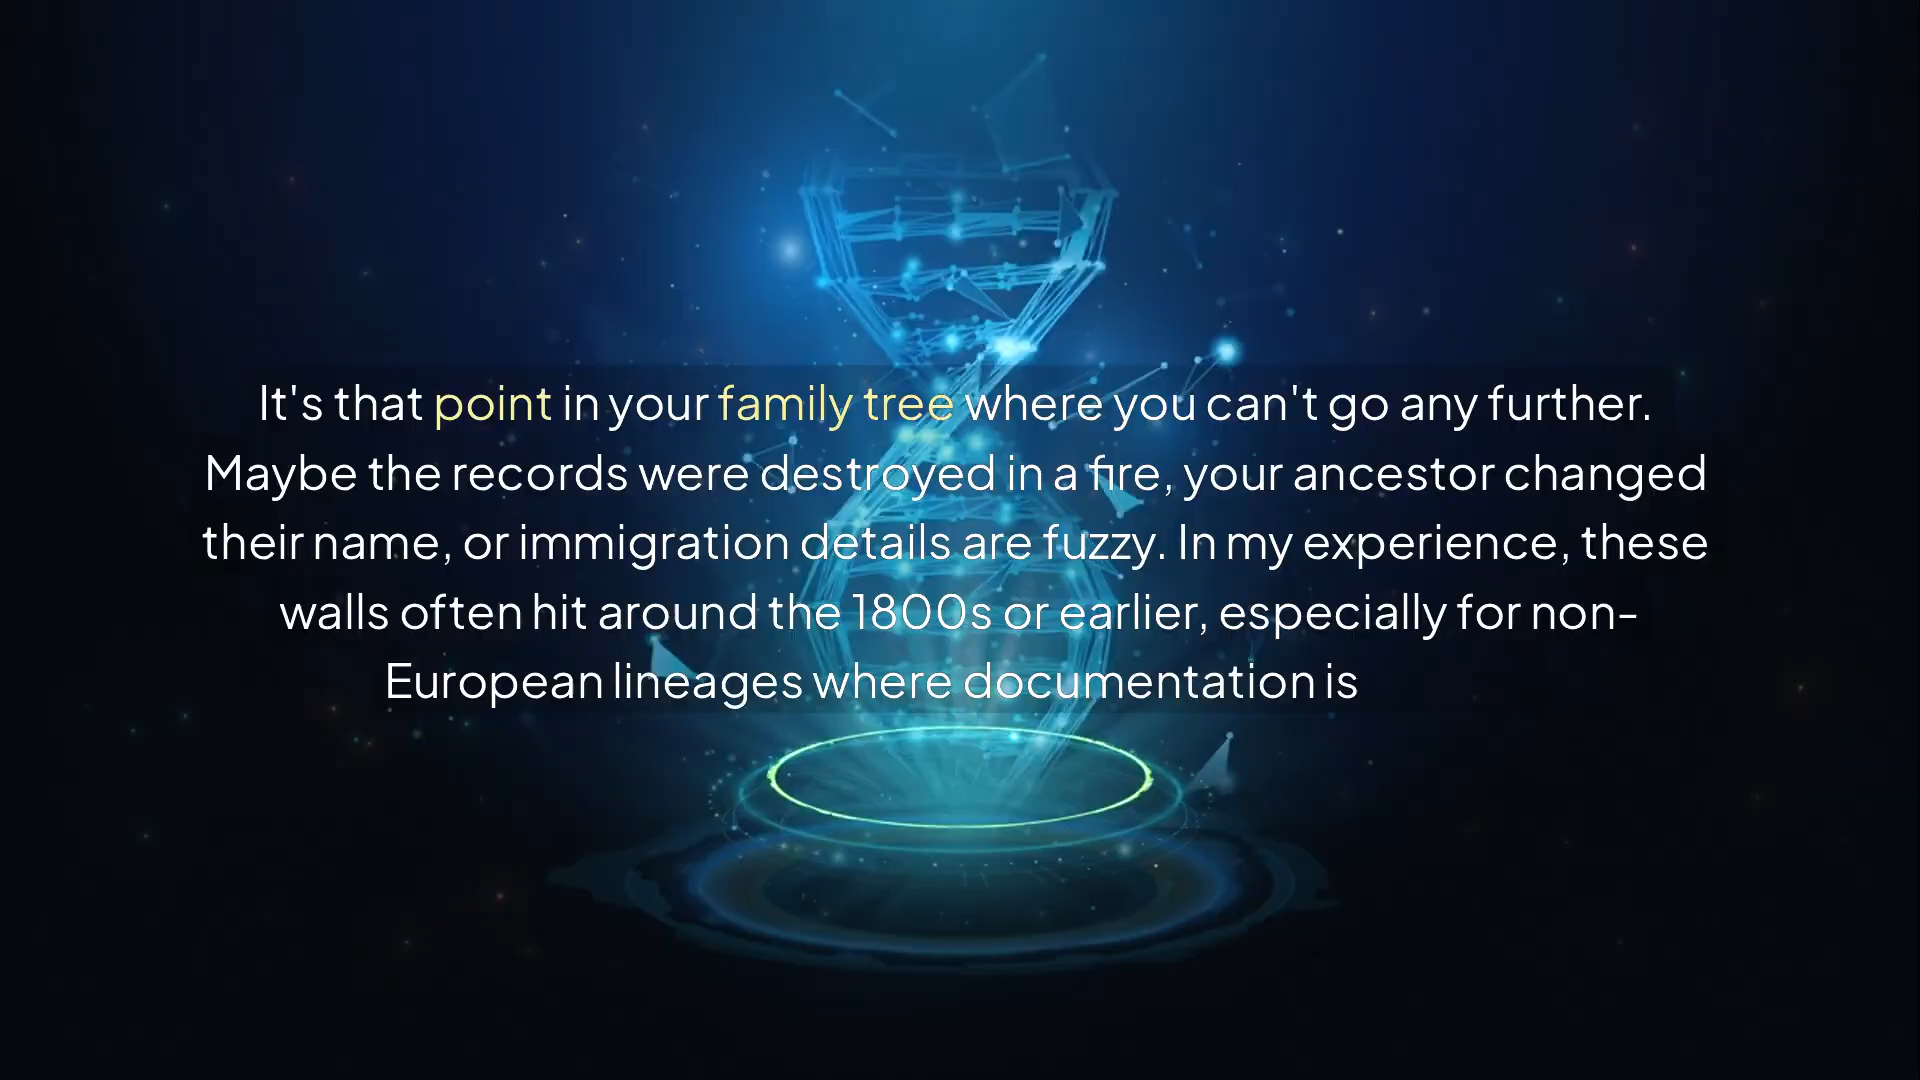 It's that point in your family tree where you can't go any further.
Maybe the records were destroyed in a fire, your ancestor changed
their name, or immigration details are fuzzy. In my experience, these
walls often hit around the 1800s or earlier, especially for non-
European lineages where documentation is